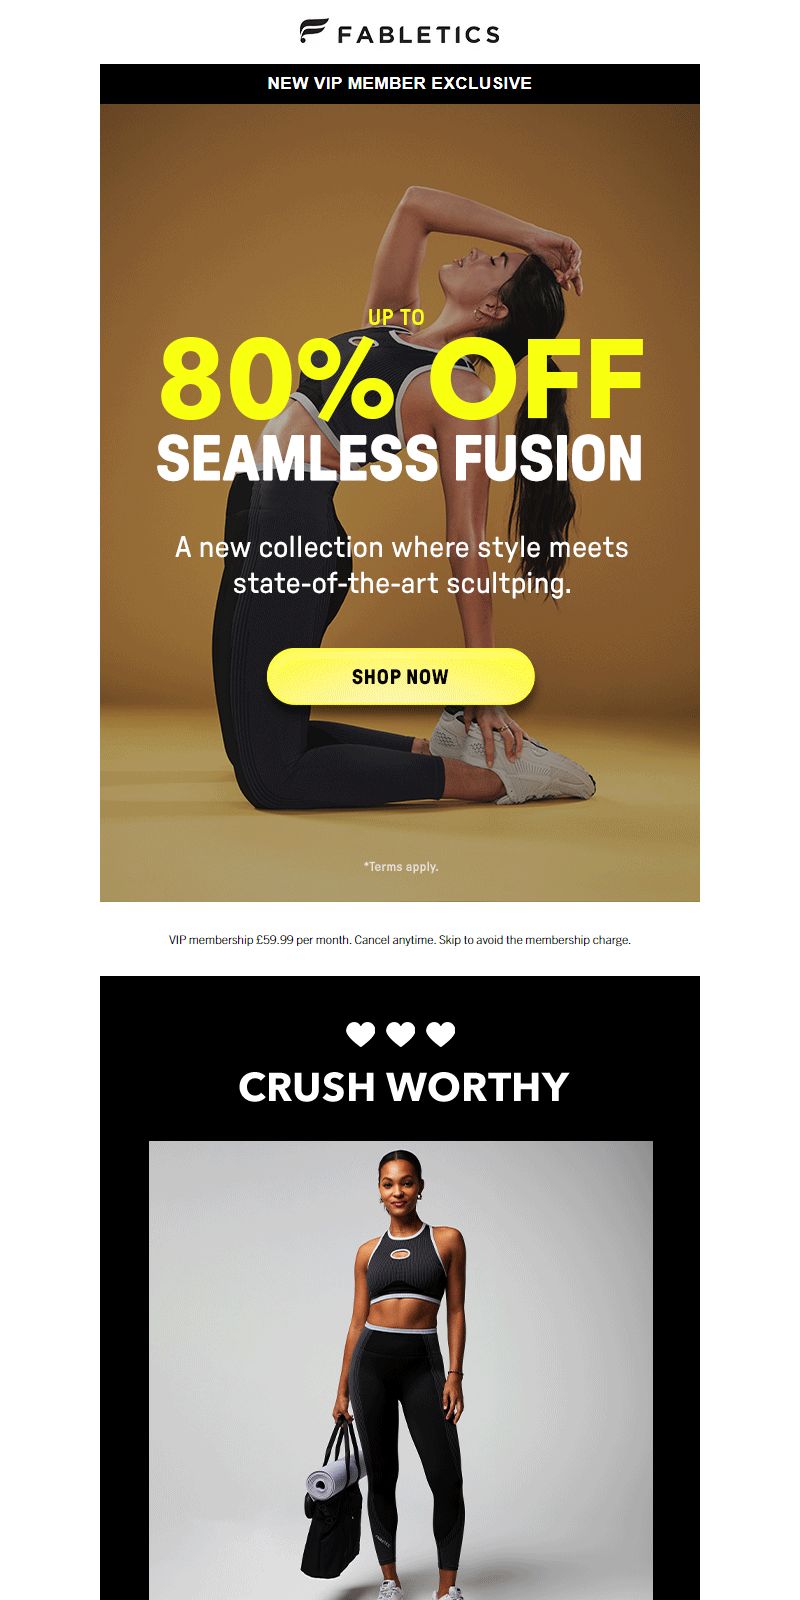 FABLETICS
NEW VIP MEMBER EXCLUSIVE
UP TO
80% OFF
SEAMLESS FUSION
A new collection where style meets
state-of-the-art scultping.
SHOP NOW
*Terms apply.
VIP membership £59.99 per month. Cancel anytime. Skip to avoid the membership charge.
CRUSH WORTHY